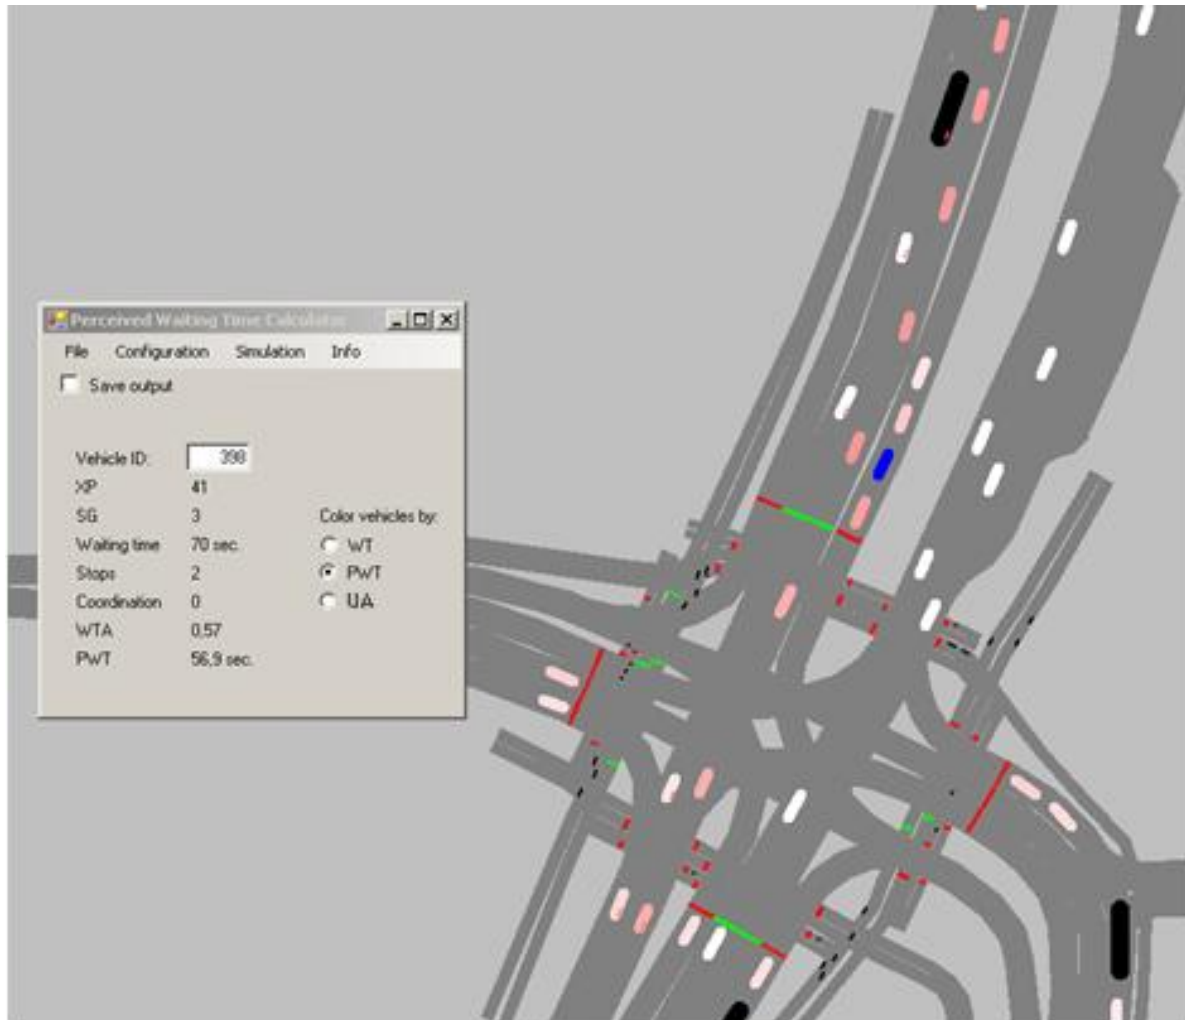 Perceived Waiting Time Calculator
File Configuration Simulation Info
Save output
Vehicle ID: 398
XP 41
SG 3 Color vehicles by:
Waiting time 70 sec. WT
Stops 2 PWT
Coordination 0 UA
WTA 0,57
PWT 56,9 sec.